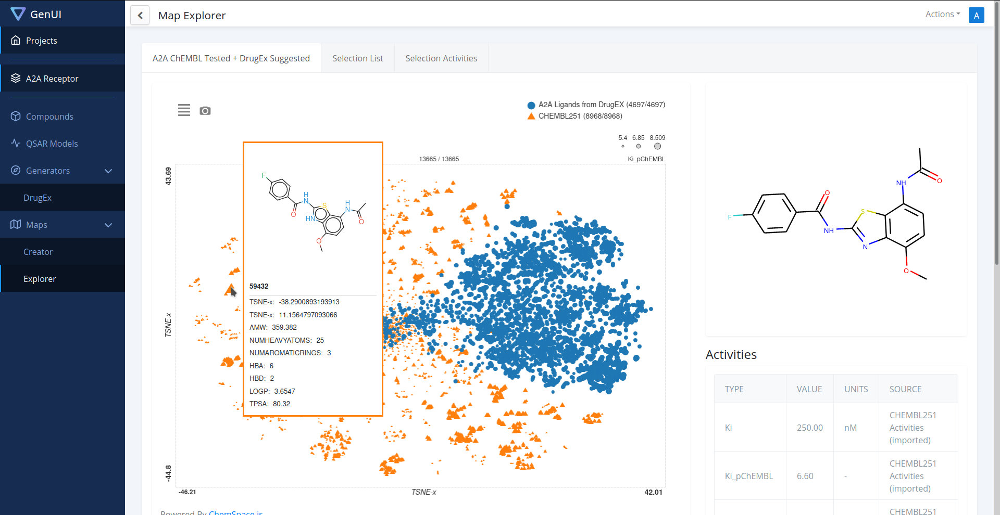 GenUI
Projects
A2A Receptor
Compounds
QSAR Models
Generators
DrugEx
Maps
Creator
Explorer
Map Explorer
Actions
A
A2A ChEMBL Tested + DrugEx Suggested
Selection List
Selection Activities
A2A Ligands from DrugEX (4697/4697)
CHEMBL251 (8968/8968)
5.4 6.85 8.509
13665 / 13665
Ki_pChEMBL
43.69
TSNE-x
-44.8
-46.21
TSNE-x
42.01
F
H
N
O
S
HN
H
N
O
O
59432
TSNE-x: -38.2900893193913
TSNE-x: 11.1564797093066
AMW: 359.382
NUMHEAVYATOMS: 25
NUMAROMATICRINGS: 3
HBA: 6
HBD: 2
LOGP: 3.6547
TPSA: 80.32
Powered By ChemSpace.js
NH
O
O
S
F
NH
N
O
Activities
TYPE VALUE UNITS SOURCE
Ki 250.00 nM CHEMBL251
Activities
(imported)
Ki_pChEMBL 6.60 - CHEMBL251
Activities
(imported)
CHEMBL251